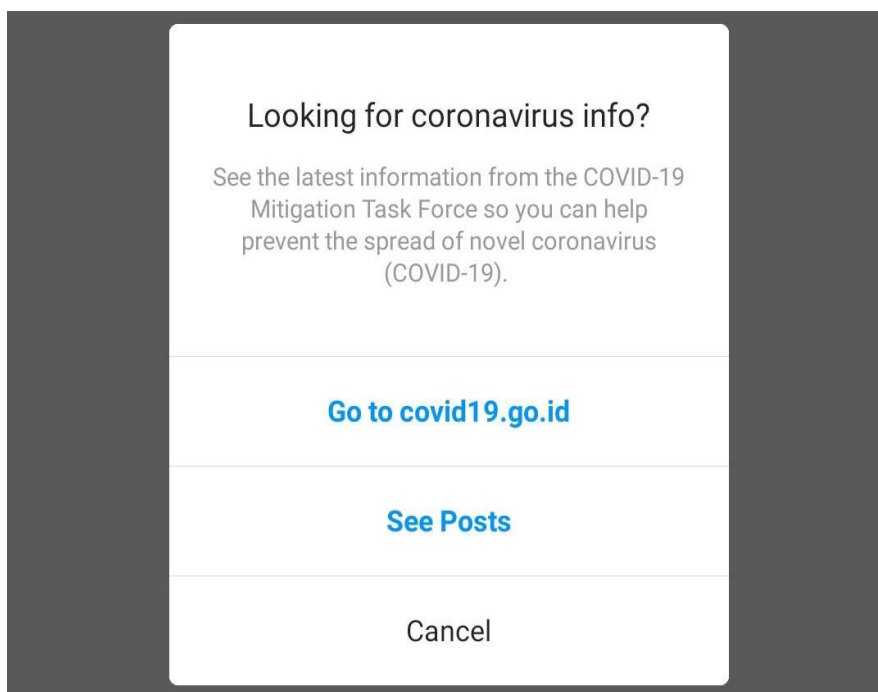 Looking for coronavirus info?
See the latest information from the COVID-19
Mitigation Task Force so you can help
prevent the spread of novel coronavirus
(COVID-19).
Go to covid19.go.id
See Posts
Cancel